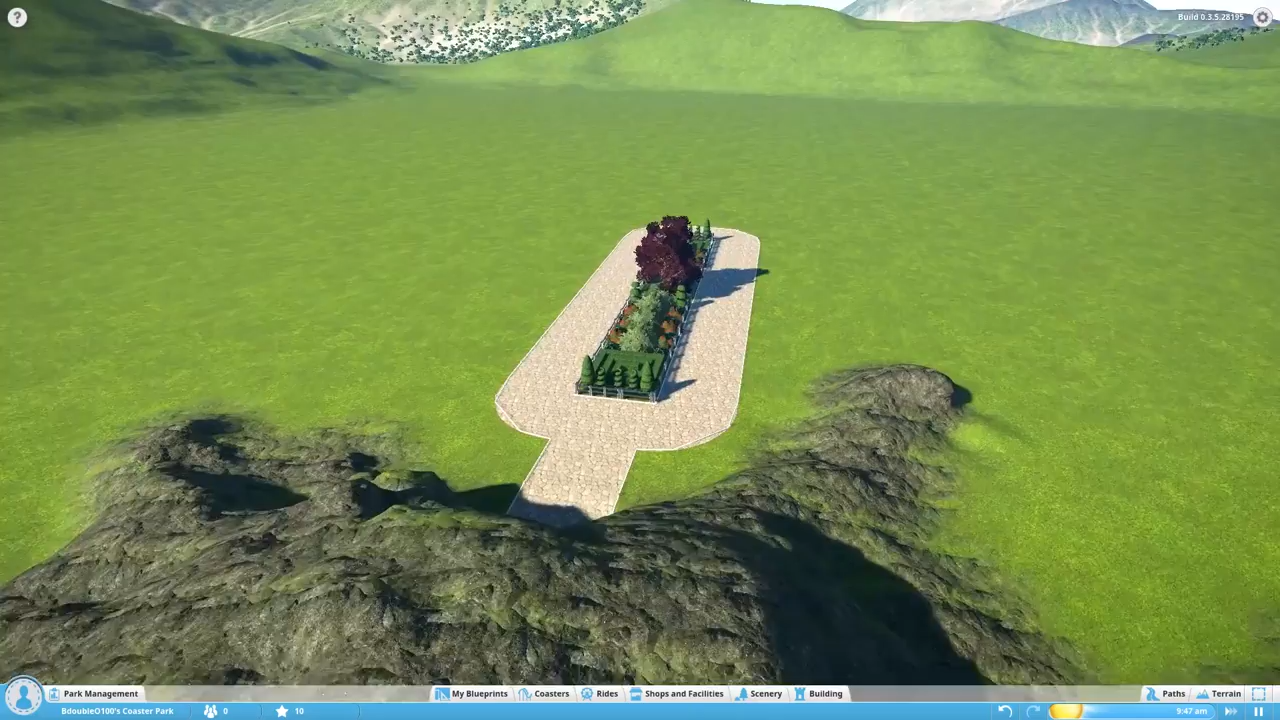 ?
Build 0.3.5.28195
Park Management
My Blueprints
Coasters
Rides
Shops and Facilities
Scenery
Building
Paths
Terrain
BdoubleO100's Coaster Park
0
10
9:47 am